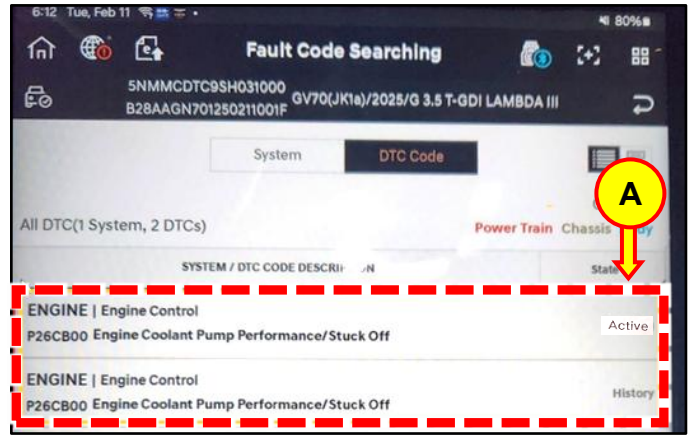 6:12 Tue, Feb 11
80%
Fault Code Searching
5NMMCDTC9SH031000
B28AAGN701250211001F
GV70(JK1a)/2025/G 3.5 T-GDI LAMBDA III
System
DTC Code
A
All DTC(1 System, 2 DTCs)
Power Train Chassis
SYSTEM / DTC CODE
State
ENGINE | Engine Control
P26CB00 Engine Coolant Pump Performance/Stuck Off
Active
ENGINE | Engine Control
P26CB00 Engine Coolant Pump Performance/Stuck Off
History